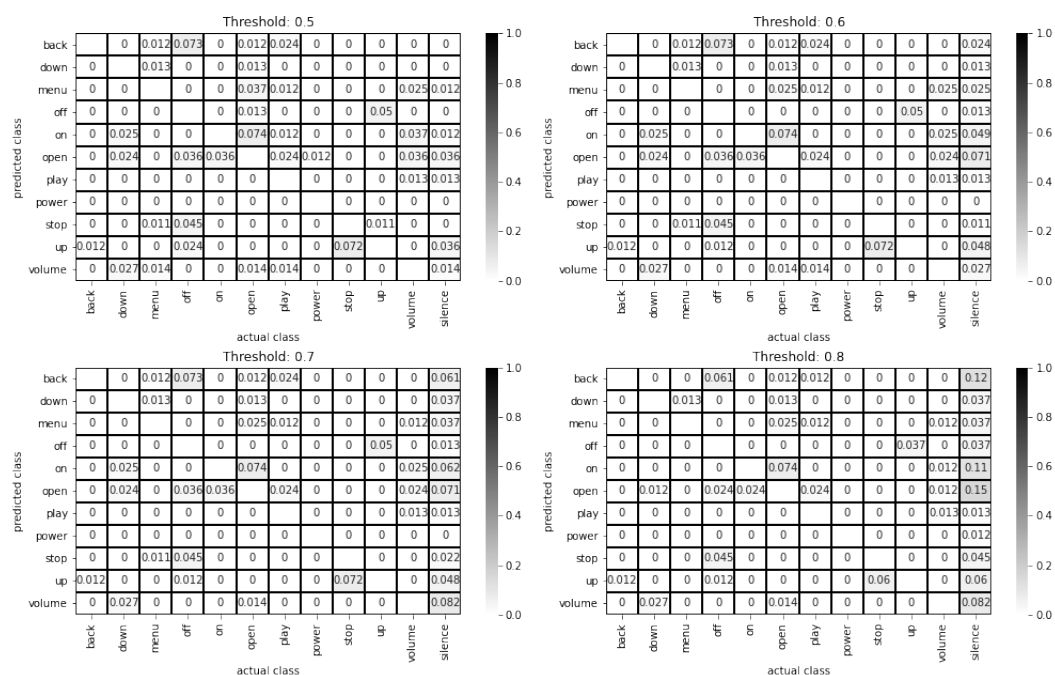 Threshold: 0.5
back 0 0.012 0.073 0 0.012 0.024 0 0 0 0 0
down 0 0.013 0 0 0.013 0 0 0 0 0 0
menu 0 0 0 0 0.037 0.012 0 0 0 0.025 0.012
off 0 0 0 0 0.013 0 0 0 0.05 0 0
on 0 0.025 0 0 0.074 0.012 0 0 0 0.037 0.012
open 0 0.024 0 0.036 0.036 0.024 0.012 0 0 0.036 0.036
play 0 0 0 0 0 0 0 0 0 0.013 0.013
power 0 0 0 0 0 0 0 0 0 0 0
stop 0 0 0.011 0.045 0 0 0 0 0.011 0 0
up 0.012 0 0 0.024 0 0 0 0 0.072 0 0.036
volume 0 0.027 0.014 0 0 0.014 0.014 0 0 0 0.014
predicted class
back down menu off on open play power stop up volume silence
actual class
1.0
0.8
0.6
0.4
0.2
0.0
Threshold: 0.6
back 0 0.012 0.073 0 0.012 0.024 0 0 0 0 0.024
down 0 0.013 0 0 0.013 0 0 0 0 0 0.013
menu 0 0 0 0 0.025 0.012 0 0 0 0.025 0.025
off 0 0 0 0 0 0 0 0 0.05 0 0.013
on 0 0.025 0 0 0.074 0 0 0 0 0.025 0.049
open 0 0.024 0 0.036 0.036 0.024 0 0 0 0.024 0.071
play 0 0 0 0 0 0 0 0 0 0.013 0.013
power 0 0 0 0 0 0 0 0 0 0 0
stop 0 0 0.011 0.045 0 0 0 0 0 0 0.011
up 0.012 0 0 0.012 0 0 0 0 0.072 0 0.048
volume 0 0.027 0 0 0 0.014 0.014 0 0 0 0.027
predicted class
back down menu off on open play power stop up volume silence
actual class
1.0
0.8
0.6
0.4
0.2
0.0
Threshold: 0.7
back 0 0.012 0.073 0 0.012 0.024 0 0 0 0 0.061
down 0 0.013 0 0 0.013 0 0 0 0 0 0.037
menu 0 0 0 0 0.025 0.012 0 0 0 0.012 0.037
off 0 0 0 0 0 0 0 0 0.05 0 0.013
on 0 0.025 0 0 0.074 0 0 0 0 0.025 0.062
open 0 0.024 0 0.036 0.036 0.024 0 0 0 0.024 0.071
play 0 0 0 0 0 0 0 0 0 0.013 0.013
power 0 0 0 0 0 0 0 0 0 0 0
stop 0 0 0.011 0.045 0 0 0 0 0 0 0.022
up 0.012 0 0 0.012 0 0 0 0 0.072 0 0.048
volume 0 0.027 0 0 0 0.014 0 0 0 0 0.082
predicted class
back down menu off on open play power stop up volume silence
actual class
1.0
0.8
0.6
0.4
0.2
0.0
Threshold: 0.8
back 0 0 0.061 0 0.012 0.012 0 0 0 0 0.12
down 0 0.013 0 0 0.013 0 0 0 0 0 0.037
menu 0 0 0 0 0.025 0.012 0 0 0 0.012 0.037
off 0 0 0 0 0 0 0 0 0.037 0 0.037
on 0 0 0 0 0.074 0 0 0 0 0.012 0.11
open 0 0.012 0 0.024 0.024 0.024 0 0 0 0.012 0.15
play 0 0 0 0 0 0 0 0 0 0.013 0.013
power 0 0 0 0 0 0 0 0 0 0 0.012
stop 0 0 0 0.045 0 0 0 0 0 0 0.045
up 0.012 0 0 0.012 0 0 0 0 0.06 0 0.06
volume 0 0.027 0 0 0 0.014 0 0 0 0 0.082
predicted class
back down menu off on open play power stop up volume silence
actual class
1.0
0.8
0.6
0.4
0.2
0.0